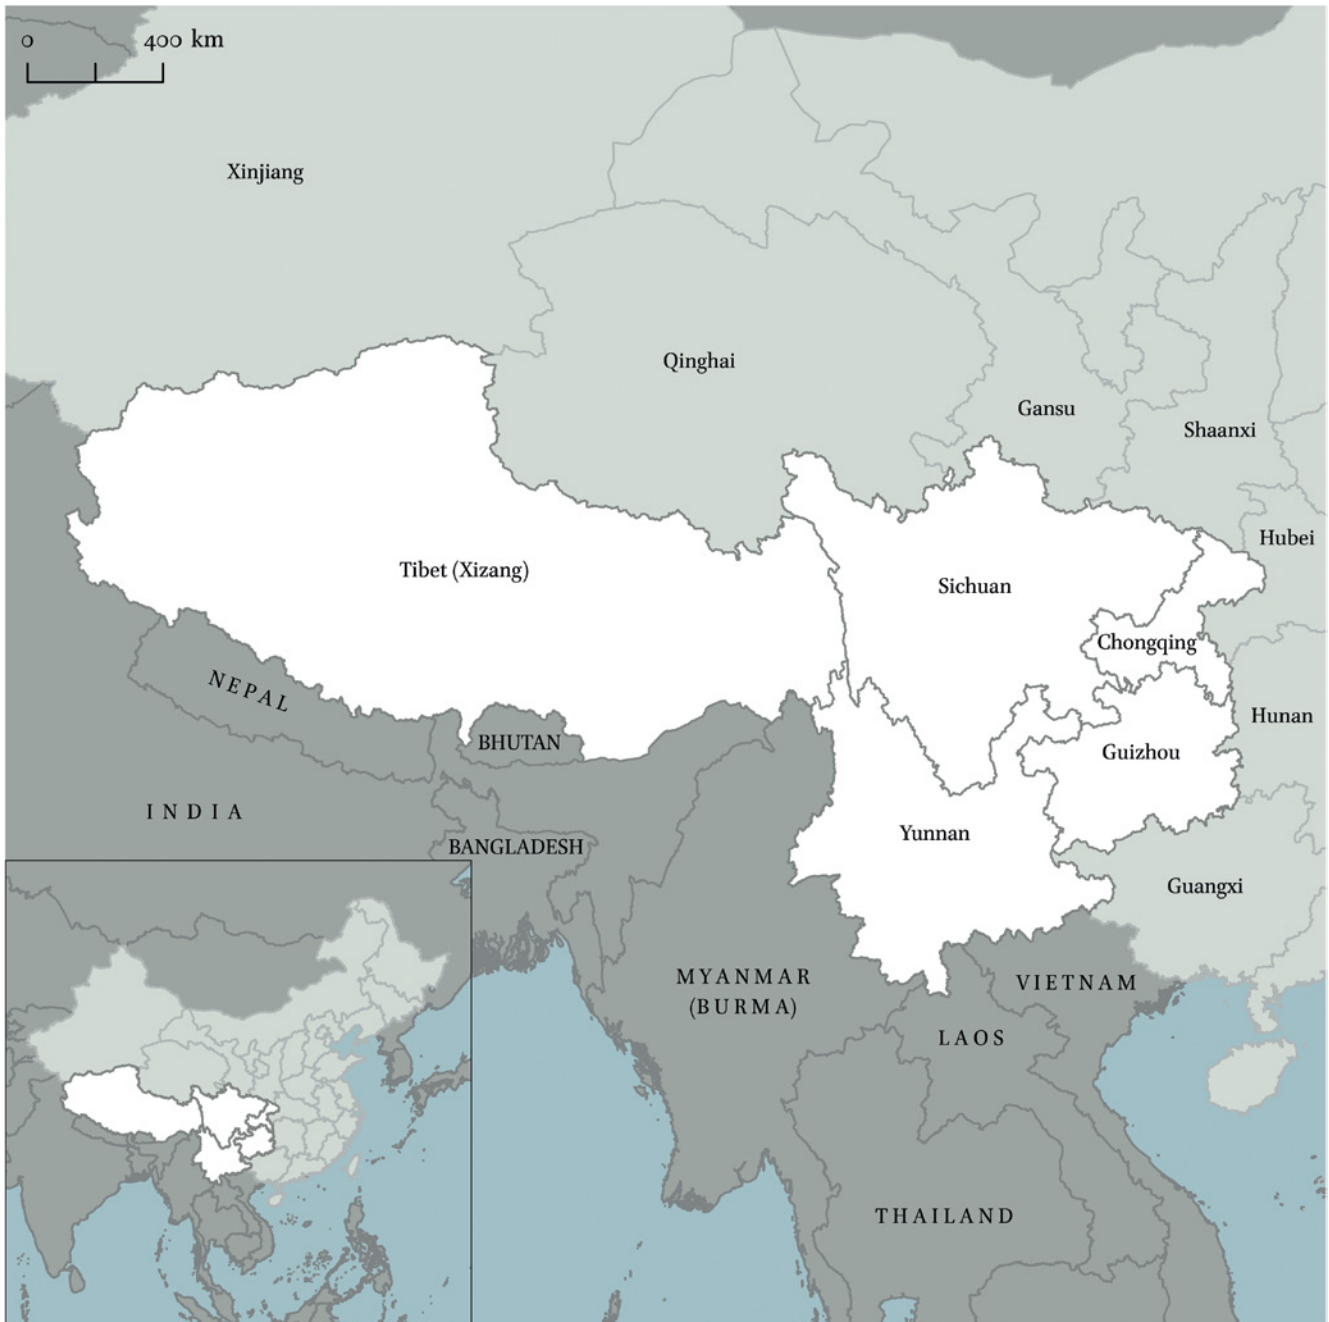 0 400 km
Xinjiang
Qinghai
Gansu
Shaanxi
Hubei
Tibet (Xizang)
Sichuan
Chongqing
NEPAL
Hunan
BHUTAN
Guizhou
INDIA
Yunnan
BANGLADESH
Guangxi
MYANMAR
(BURMA)
VIETNAM
LAOS
THAILAND